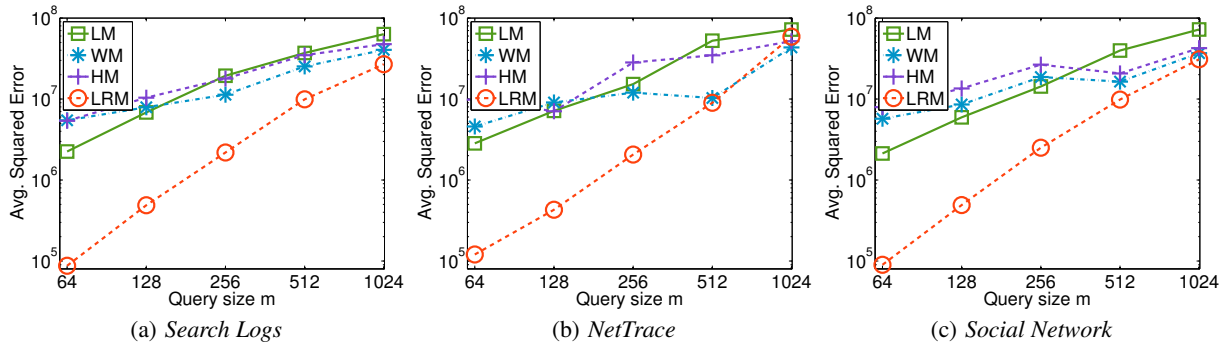 10^8
10^7
10^6
10^5
Avg. Squared Error
LM
WM
HM
LRM
64 128 256 512 1024
Query size m
(a) Search Logs
10^8
10^7
10^6
10^5
Avg. Squared Error
LM
WM
HM
LRM
64 128 256 512 1024
Query size m
(b) NetTrace
10^8
10^7
10^6
10^5
Avg. Squared Error
LM
WM
HM
LRM
64 128 256 512 1024
Query size m
(c) Social Network